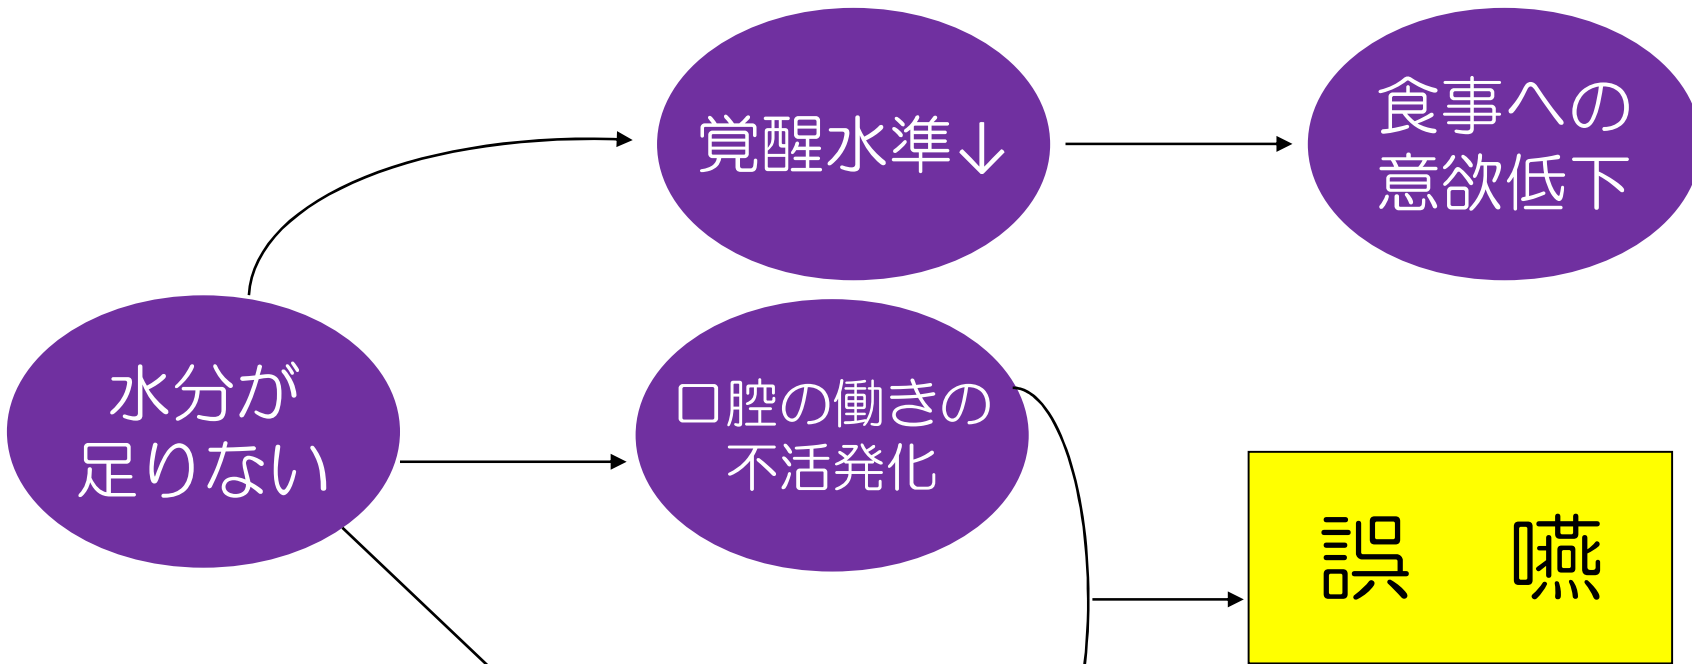 覚醒水準↓
食事への
意欲低下
水分が
足りない
口腔の働きの
不活発化
誤　嚥